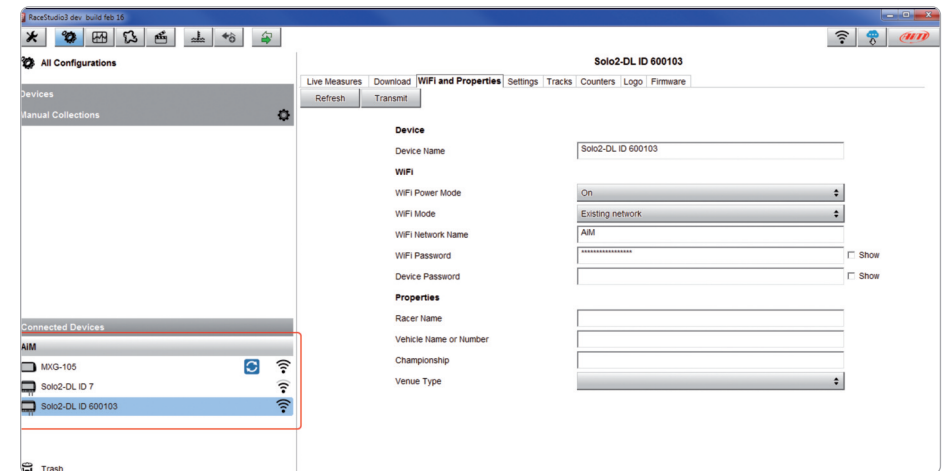 RaceStudio3 dev build feb 16
AiM
All Configurations
Solo2-DL ID 600103
Live Measures Download WiFi and Properties Settings Tracks Counters Logo Firmware
Devices
Refresh Transmit
Manual Collections
Device
Device Name Solo2-DL ID 600103
WiFi
WiFi Power Mode On
WiFi Mode Existing network
WiFi Network Name AiM
WiFi Password ***************** Show
Device Password Show
Properties
Racer Name
Vehicle Name or Number
Championship
Venue Type
Connected Devices
AiM
MXG-105
Solo2-DL ID 7
Solo2-DL ID 600103
Trash